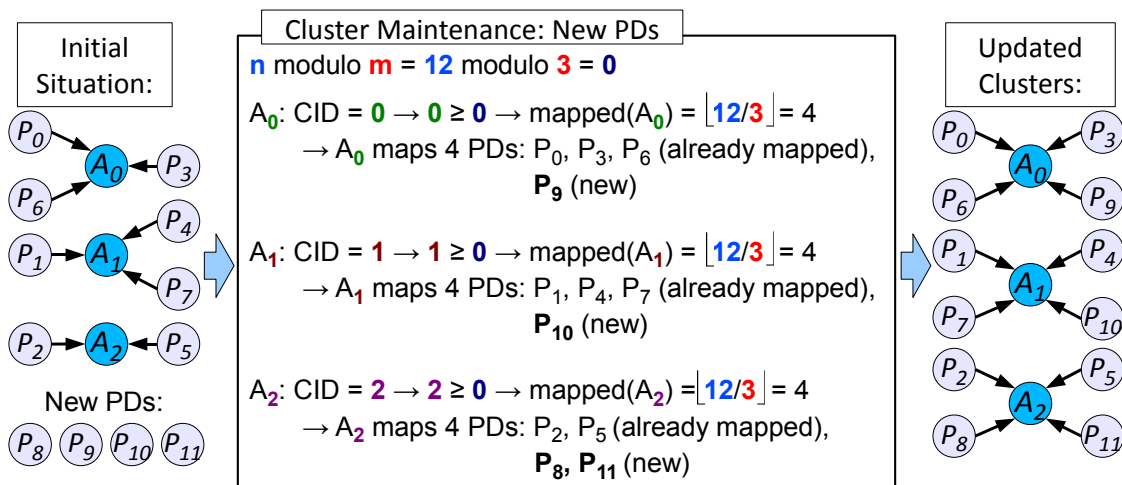 Initial
Situation:
P0
A0
P3
P6
P4
P1
A1
P7
P2
A2
P5
New PDs:
P8 P9 P10 P11
Cluster Maintenance: New PDs
n modulo m = 12 modulo 3 = 0
A0: CID = 0 → 0 ≥ 0 → mapped(A0) = ⌊12/3⌋ = 4
→ A0 maps 4 PDs: P0, P3, P6 (already mapped),
P9 (new)
A1: CID = 1 → 1 ≥ 0 → mapped(A1) = ⌊12/3⌋ = 4
→ A1 maps 4 PDs: P1, P4, P7 (already mapped),
P10 (new)
A2: CID = 2 → 2 ≥ 0 → mapped(A2) =⌊12/3⌋ = 4
→ A2 maps 4 PDs: P2, P5 (already mapped),
P8, P11 (new)
Updated
Clusters:
P0 P3
A0
P6 P9
P1 P4
A1
P7 P10
P2 P5
A2
P8 P11